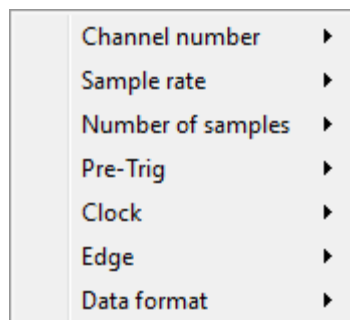 Channel number
Sample rate
Number of samples
Pre-Trig
Clock
Edge
Data format